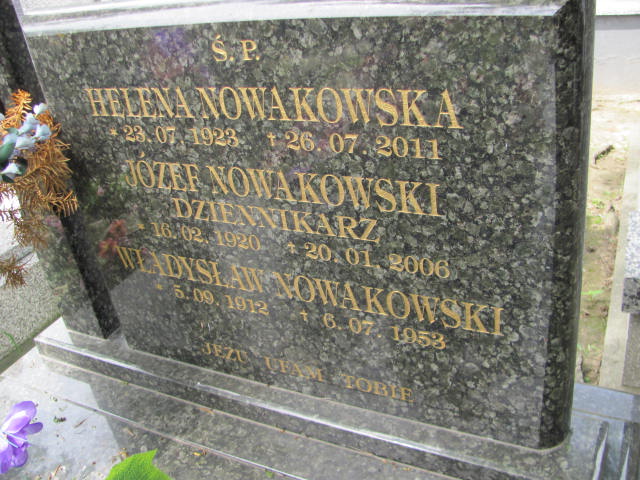 Ś. P.
HELENA NOWAKOWSKA
* 23.07.1923 † 26.07.2011
JÓZEF NOWAKOWSKI
DZIENNIKARZ
* 16.02.1920 † 20.01.2006
WŁADYSŁAW NOWAKOWSKI
* 5.09.1912 † 6.07.1953
JEZU UFAM TOBIE